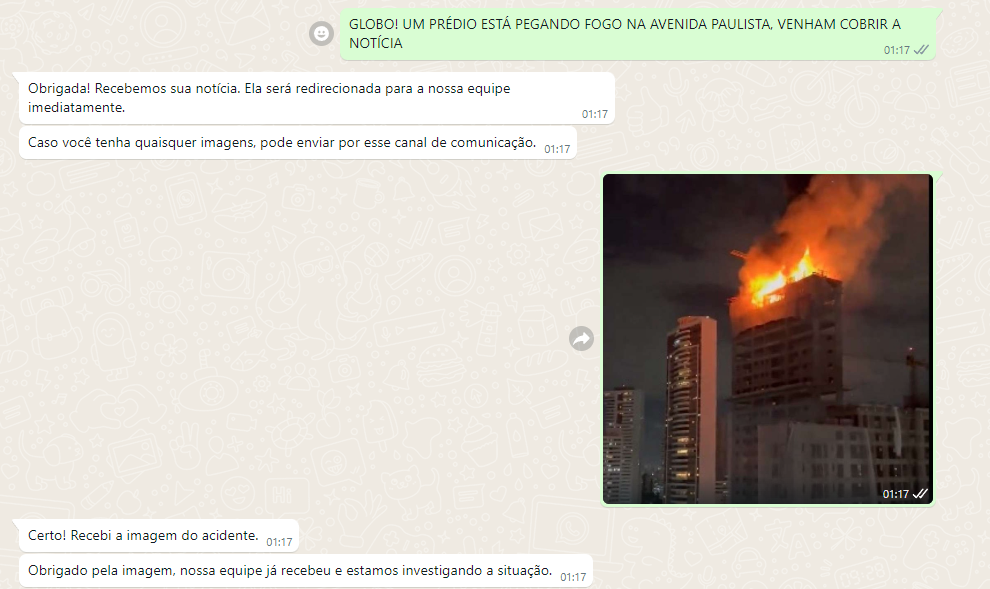 GLOBO! UM PRÉDIO ESTÁ PEGANDO FOGO NA AVENIDA PAULISTA, VENHAM COBRIR A
NOTÍCIA
01:17
Obrigada! Recebemos sua notícia. Ela será redirecionada para a nossa equipe
imediatamente.
01:17
Caso você tenha quaisquer imagens, pode enviar por esse canal de comunicação. 01:17
01:17
Certo! Recebi a imagem do acidente. 01:17
Obrigado pela imagem, nossa equipe já recebeu e estamos investigando a situação. 01:17